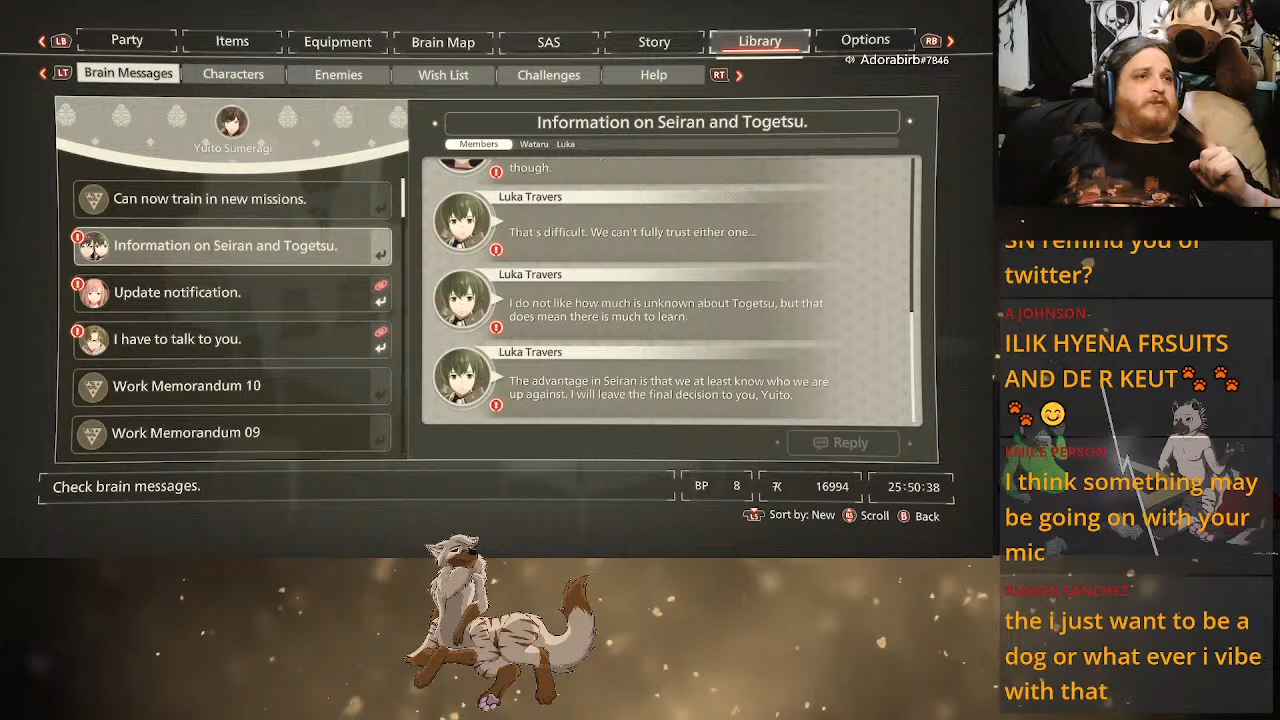 LB Party Items Equipment Brain Map SAS Story Library Options RB
Adorabirb#7846
LT Brain Messages Characters Enemies Wish List Challenges Help RT
Yuito Sumeragi
Can now train in new missions.
Information on Seiran and Togetsu.
Update notification.
I have to talk to you.
Work Memorandum 10
Work Memorandum 09
Information on Seiran and Togetsu.
Members Wataru Luka
though.
Luka Travers
That's difficult. We can't fully trust either one...
Luka Travers
I do not like how much is unknown about Togetsu, but that
does mean there is much to learn.
Luka Travers
The advantage in Seiran is that we at least know who we are
up against. I will leave the final decision to you, Yuito.
Reply
Check brain messages.
BP 8
16994
25:50:38
LS Sort by: New RS Scroll B Back
SN remind you of
twitter?
A JOHNSON
ILIK HYENA FRSUITS
AND DE R KEUT🐾 🐾
🐾 😊
KNICE PERSON
I think something may
be going on with your
mic
RAMON SANCHEZ
the i just want to be a
dog or what ever i vibe
with that